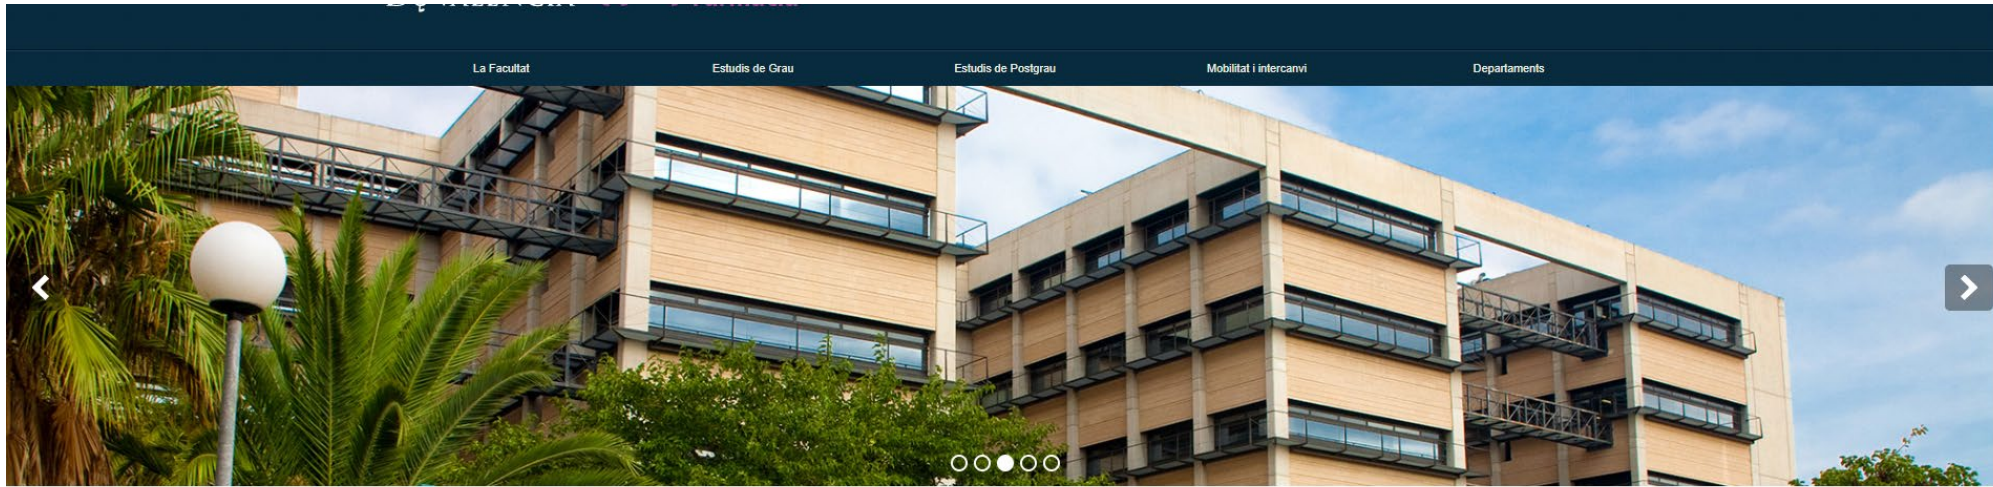 La Facultat
Estudis de Grau
Estudis de Postgrau
Mobilitat i intercanvi
Departaments